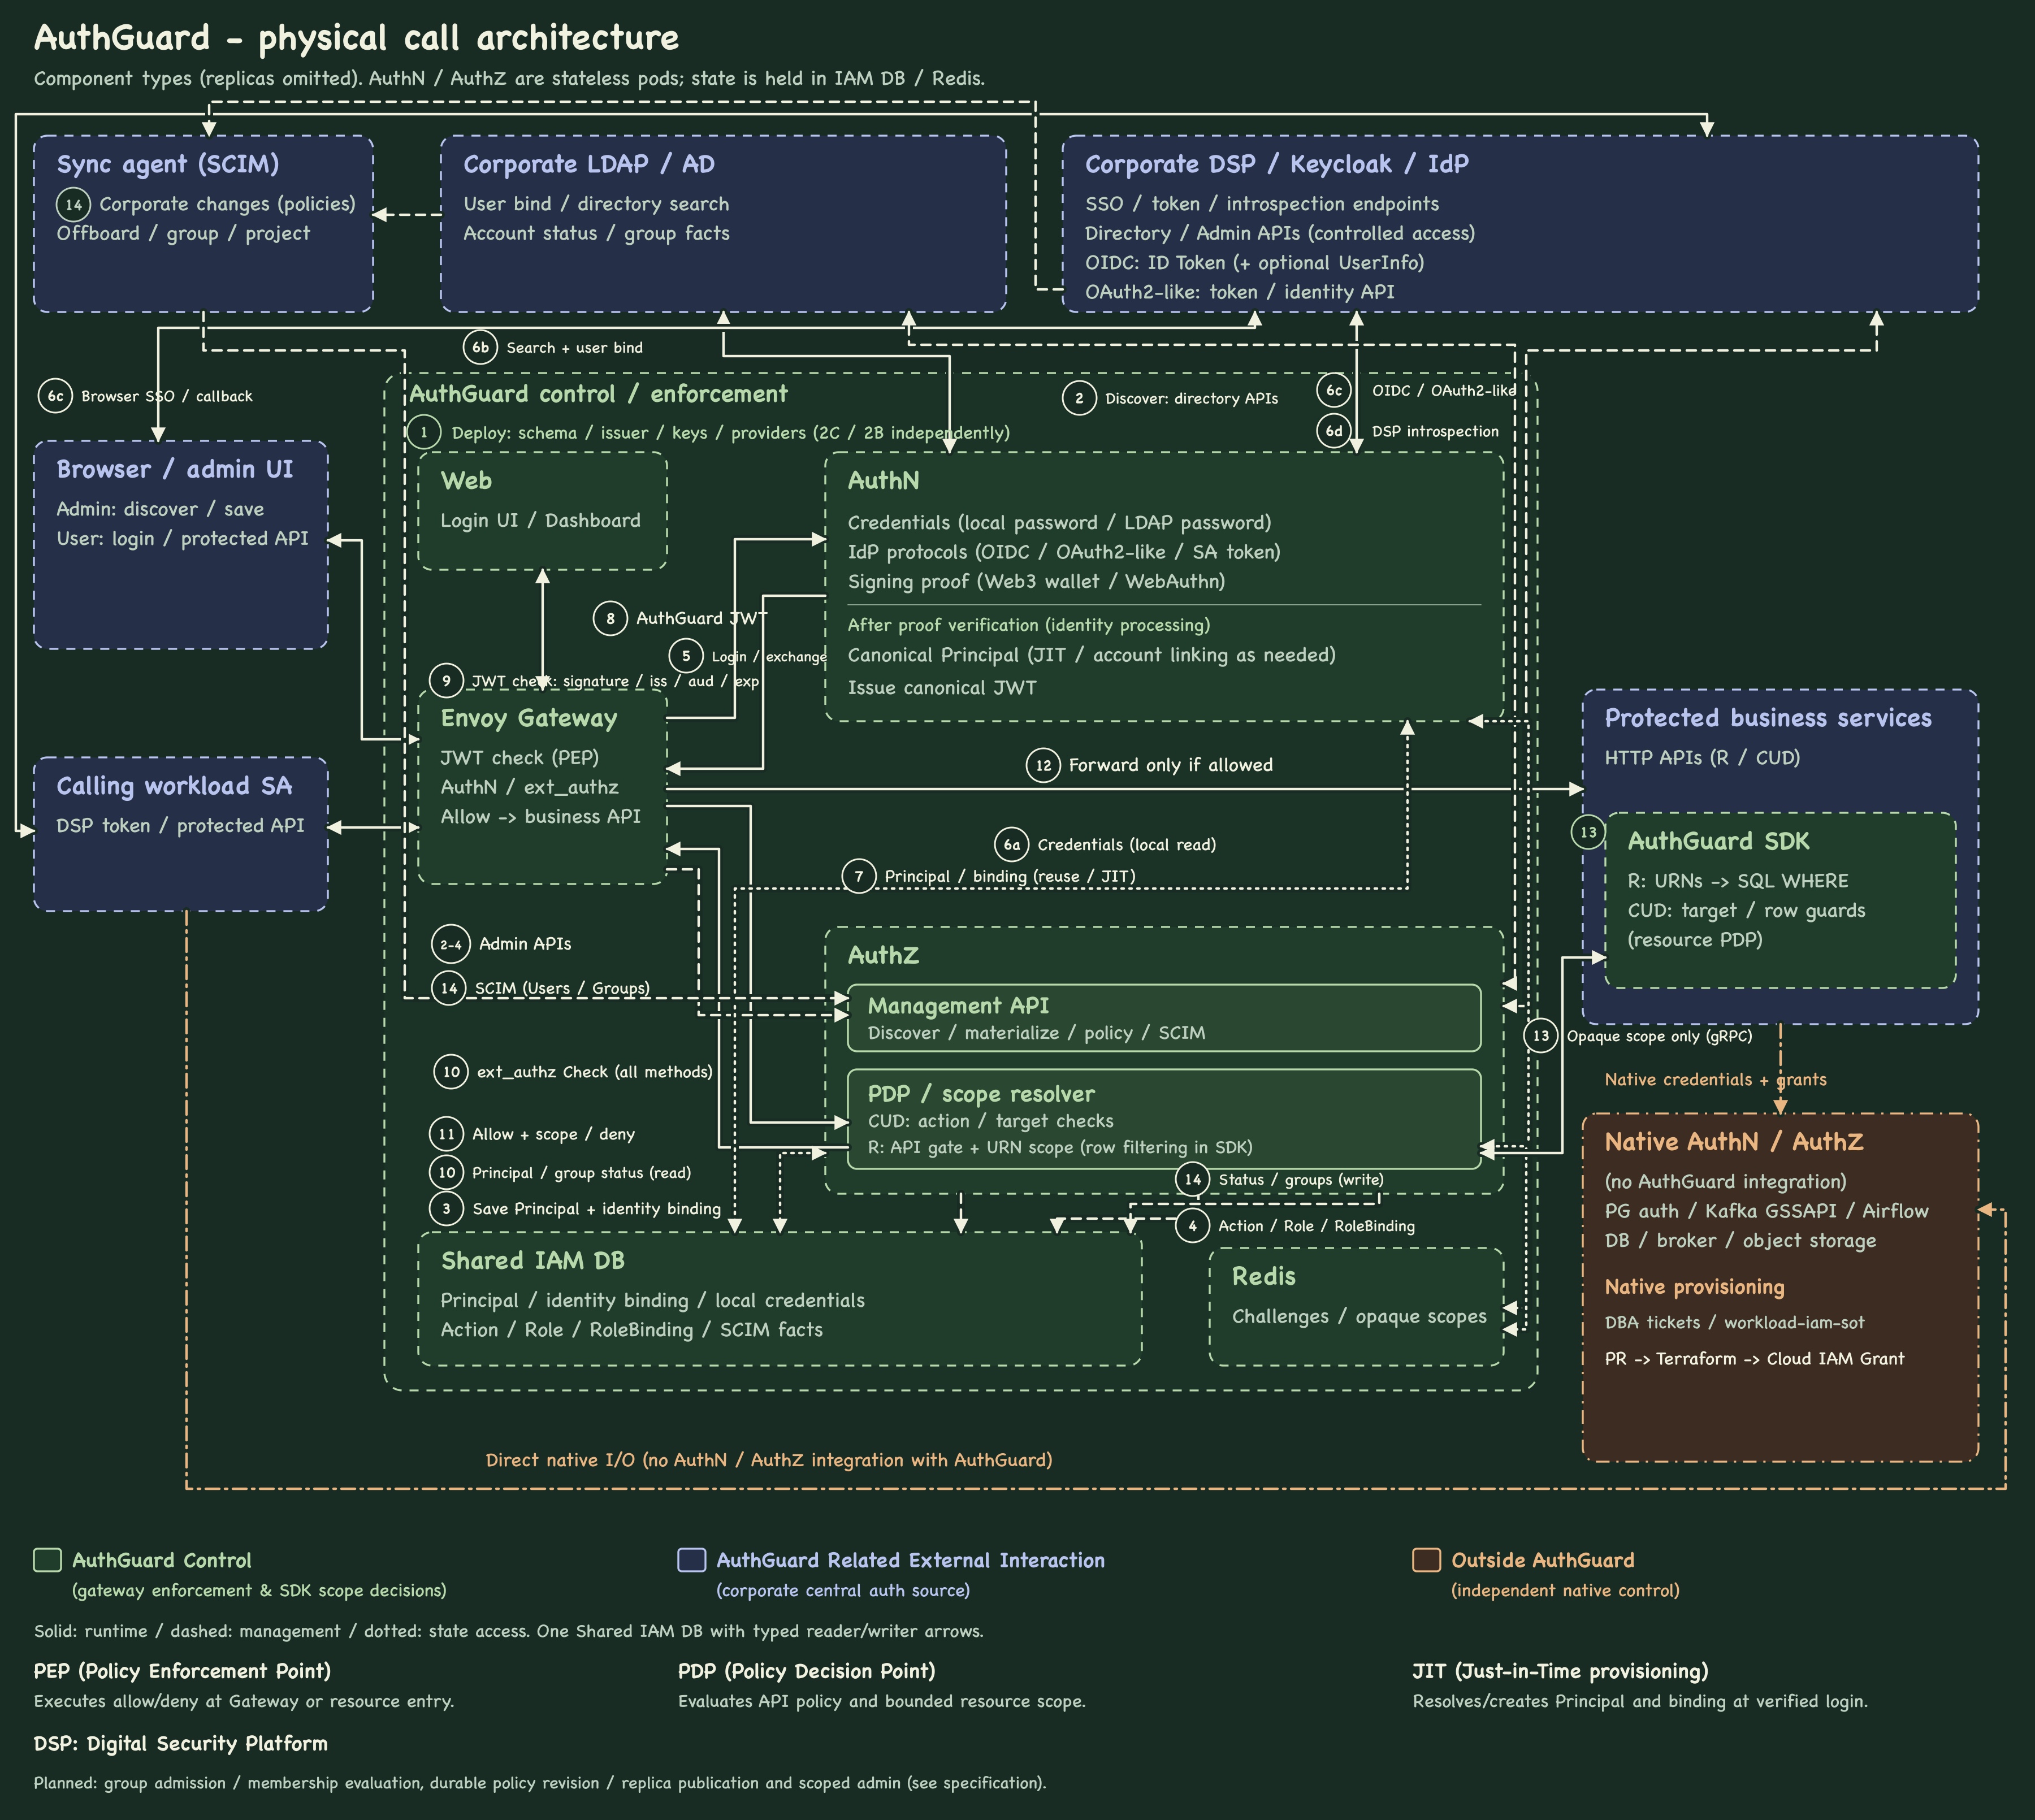 AuthGuard - physical call architecture
Component types (replicas omitted). AuthN / AuthZ are stateless pods; state is held in IAM DB / Redis.
Sync agent (SCIM)
14 Corporate changes (policies)
Offboard / group / project
Corporate LDAP / AD
User bind / directory search
Account status / group facts
Corporate DSP / Keycloak / IdP
SSO / token / introspection endpoints
Directory / Admin APIs (controlled access)
OIDC: ID Token (+ optional UserInfo)
OAuth2-like: token / identity API
6b Search + user bind
6c Browser SSO / callback
AuthGuard control / enforcement
2 Discover: directory APIs
6c OIDC / OAuth2-like
1 Deploy: schema / issuer / keys / providers (2C / 2B independently)
6d DSP introspection
Browser / admin UI
Admin: discover / save
User: login / protected API
Web
Login UI / Dashboard
AuthN
Credentials (local password / LDAP password)
IdP protocols (OIDC / OAuth2-like / SA token)
Signing proof (Web3 wallet / WebAuthn)
After proof verification (identity processing)
Canonical Principal (JIT / account linking as needed)
Issue canonical JWT
8 AuthGuard JWT
5 Login / exchange
9 JWT check: signature / iss / aud / exp
Envoy Gateway
JWT check (PEP)
AuthN / ext_authz
Allow -> business API
Calling workload SA
DSP token / protected API
12 Forward only if allowed
6a Credentials (local read)
7 Principal / binding (reuse / JIT)
Protected business services
HTTP APIs (R / CUD)
13
AuthGuard SDK
R: URNs -> SQL WHERE
CUD: target / row guards
(resource PDP)
2-4 Admin APIs
14 SCIM (Users / Groups)
AuthZ
Management API
Discover / materialize / policy / SCIM
13 Opaque scope only (gRPC)
10 ext_authz Check (all methods)
PDP / scope resolver
CUD: action / target checks
R: API gate + URN scope (row filtering in SDK)
Native credentials + grants
11 Allow + scope / deny
10 Principal / group status (read)
3 Save Principal + identity binding
14 Status / groups (write)
4 Action / Role / RoleBinding
Shared IAM DB
Principal / identity binding / local credentials
Action / Role / RoleBinding / SCIM facts
Redis
Challenges / opaque scopes
Native AuthN / AuthZ
(no AuthGuard integration)
PG auth / Kafka GSSAPI / Airflow
DB / broker / object storage
Native provisioning
DBA tickets / workload-iam-sot
PR -> Terraform -> Cloud IAM Grant
Direct native I/O (no AuthN / AuthZ integration with AuthGuard)
AuthGuard Control
(gateway enforcement & SDK scope decisions)
AuthGuard Related External Interaction
(corporate central auth source)
Outside AuthGuard
(independent native control)
Solid: runtime / dashed: management / dotted: state access. One Shared IAM DB with typed reader/writer arrows.
PEP (Policy Enforcement Point)
Executes allow/deny at Gateway or resource entry.
PDP (Policy Decision Point)
Evaluates API policy and bounded resource scope.
JIT (Just-in-Time provisioning)
Resolves/creates Principal and binding at verified login.
DSP: Digital Security Platform
Planned: group admission / membership evaluation, durable policy revision / replica publication and scoped admin (see specification).